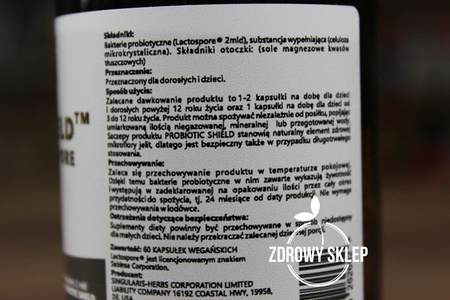 Składniki:
Bakterie probiotyczne (Lactospore® 2mld), substancja wypełniająca (celuloza
mikrokrystaliczna). Składniki otoczki: (sole magnezowe kwasów
tłuszczowych)
Przeznaczenie:
Przeznaczony dla dorosłych i dzieci.
Sposób użycia:
Zalecane dawkowanie produktu to 1-2 kapsułki na dobę dla dzieci
i dorosłych powyżej 12 roku życia oraz 1 kapsułki na dobę dla dzieci od
3 do 12 roku życia. Produkt można spożywać niezależnie od posiłku, popijając
umiarkowaną ilością niegazowanej, mineralnej lub przegotowanej wody.
Szczepy produktu PROBIOTIC SHIELD stanowią naturalny element zdrowej
mikroflory jelit, dlatego jest bezpieczny także w przypadku długotrwałego
stosowania.
Przechowywanie:
Zaleca się przechowywanie produktu w temperaturze pokojowej.
Dzięki temu bakterie probiotyczne w nim zawarte wykazują żywotność
i występują w zadeklarowanej na opakowaniu ilości przez cały okres
przydatności do spożycia, tj. 24 miesiące od daty produkcji. Nie wymaga
przechowywania w lodówce.
Ostrzeżenia dotyczące bezpieczeństwa:
Suplementy diety powinny być przechowywane w sposób niedostępny
dla małych dzieci. Nie należy przekraczać zalecanej dziennej porcji.
Zawartość: 60 KAPSUŁEK WEGAŃSKICH
Lactospore® jest licencjonowanym znakiem
Sabinsa Corporation.
Producent:
SINGULARIS-HERBS CORPORATION LIMITED
LIABILITY COMPANY 16192 COASTAL HWY, 19958,
DE, USA
ELD™
ORE
ZDROWY SKLEP